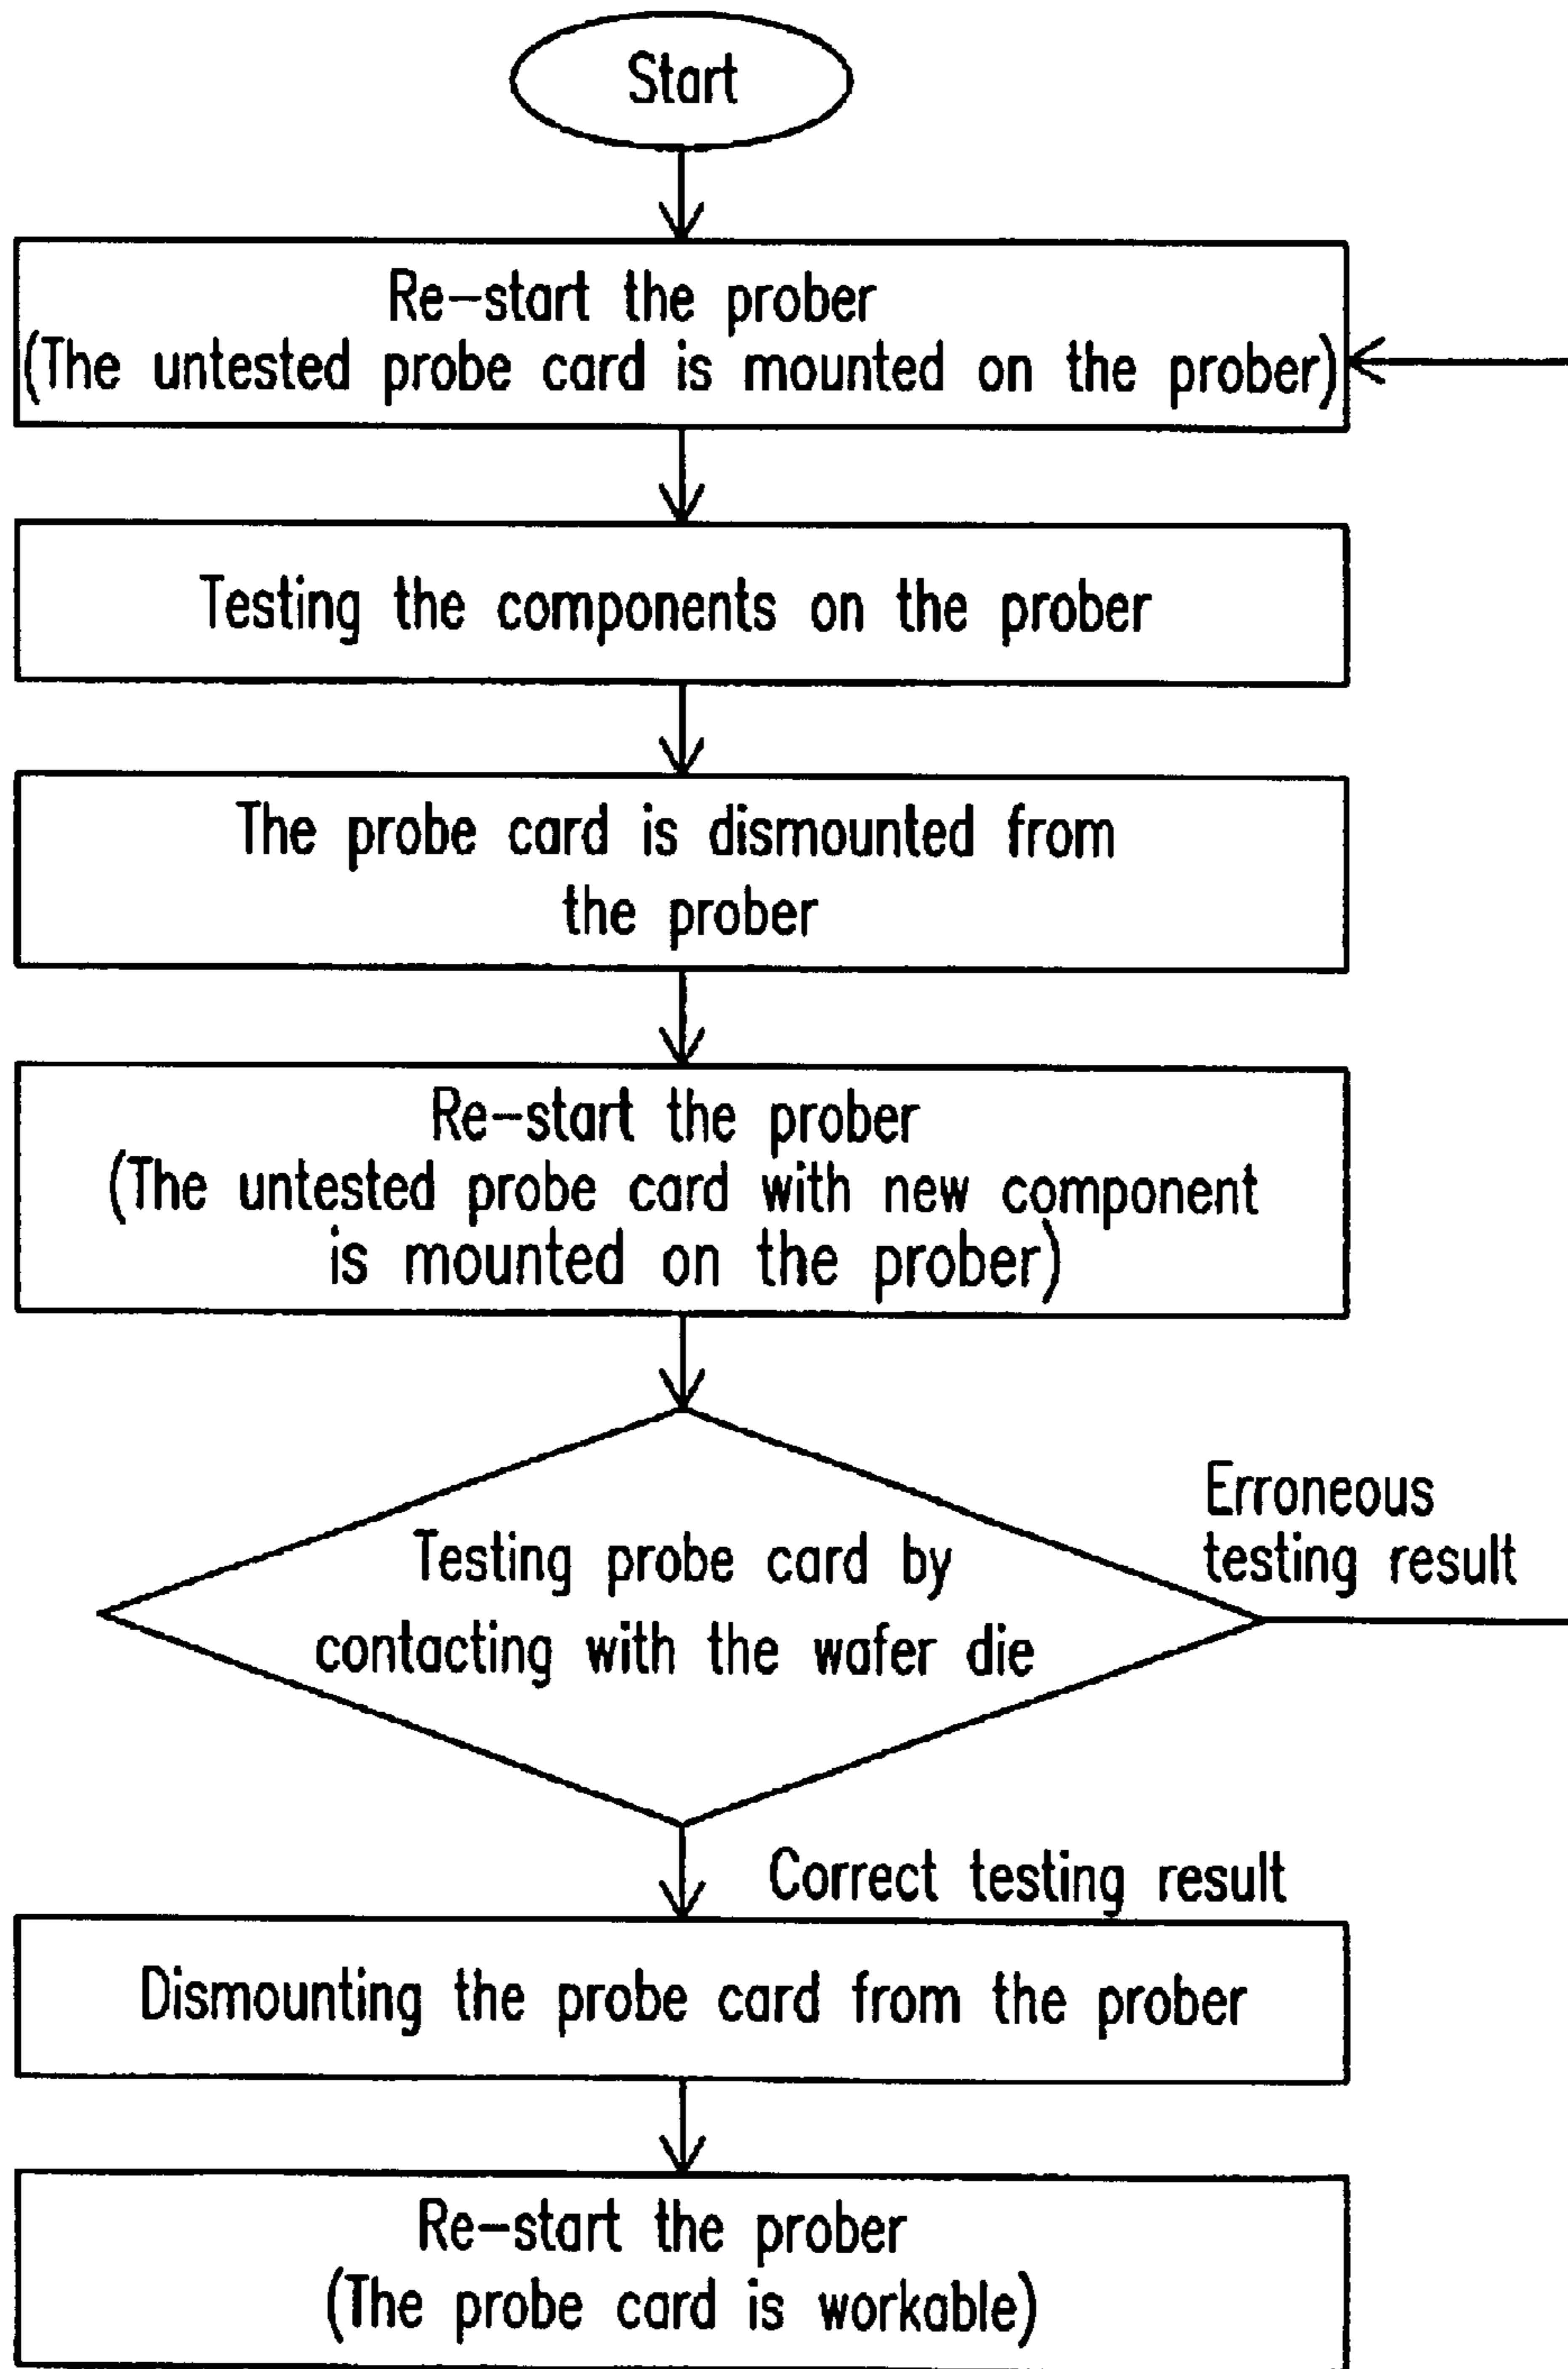 Start
Re-start the prober
(The untested probe card is mounted on the prober)
Testing the components on the prober
The probe card is dismounted from
the prober
Re-start the prober
(The untested probe card with new component
is mounted on the prober)
Testing probe card by
contacting with the wafer die
Erroneous
testing result
Correct testing result
Dismounting the probe card from the prober
Re-start the prober
(The probe card is workable)